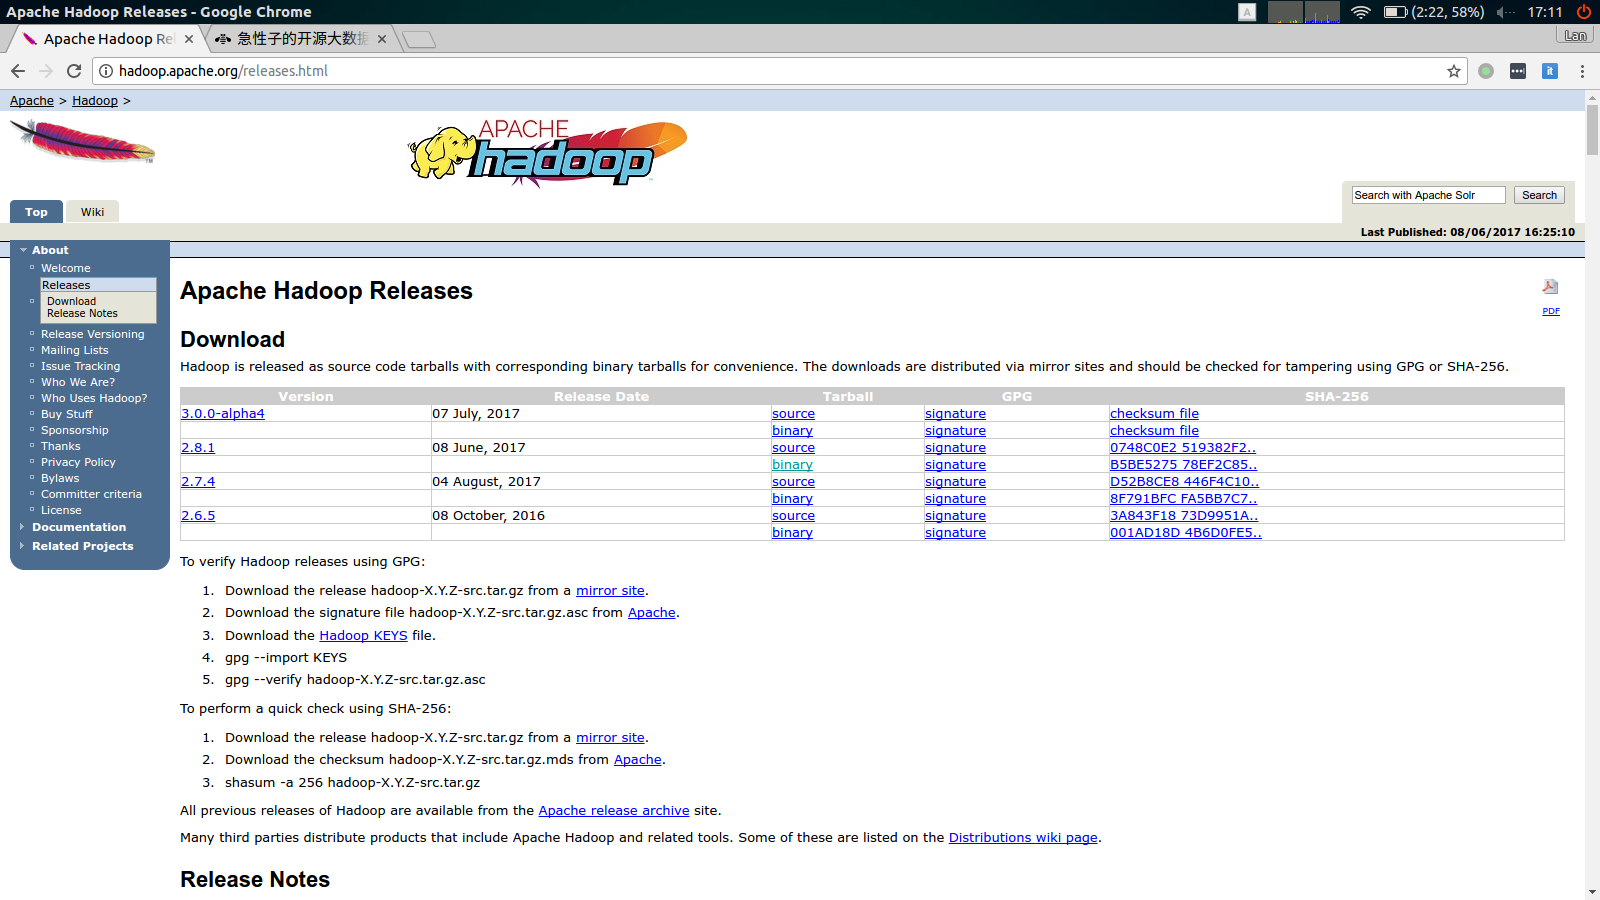 Apache Hadoop Releases - Google Chrome
A
(2:22, 58%)
17:11
Apache Hadoop Rel
急性子的开源大数据
Lan
hadoop.apache.org/releases.html
it
Apache > Hadoop >
TM
APACHE
hadoop
Top
Wiki
Search with Apache Solr
Search
Last Published: 08/06/2017 16:25:10
About
Welcome
Releases
Download
Release Notes
Release Versioning
Mailing Lists
Issue Tracking
Who We Are?
Who Uses Hadoop?
Buy Stuff
Sponsorship
Thanks
Privacy Policy
Bylaws
Committer criteria
License
Documentation
Related Projects
Apache Hadoop Releases
PDF
Download
Hadoop is released as source code tarballs with corresponding binary tarballs for convenience. The downloads are distributed via mirror sites and should be checked for tampering using GPG or SHA-256.
Version Release Date Tarball GPG SHA-256
3.0.0-alpha4 07 July, 2017 source signature checksum file
binary signature checksum file
2.8.1 08 June, 2017 source signature 0748C0E2 519382F2..
binary signature B5BE5275 78EF2C85..
2.7.4 04 August, 2017 source signature D52B8CE8 446F4C10..
binary signature 8F791BFC FA5BB7C7..
2.6.5 08 October, 2016 source signature 3A843F18 73D9951A..
binary signature 001AD18D 4B6D0FE5..
To verify Hadoop releases using GPG:
1. Download the release hadoop-X.Y.Z-src.tar.gz from a mirror site.
2. Download the signature file hadoop-X.Y.Z-src.tar.gz.asc from Apache.
3. Download the Hadoop KEYS file.
4. gpg --import KEYS
5. gpg --verify hadoop-X.Y.Z-src.tar.gz.asc
To perform a quick check using SHA-256:
1. Download the release hadoop-X.Y.Z-src.tar.gz from a mirror site.
2. Download the checksum hadoop-X.Y.Z-src.tar.gz.mds from Apache.
3. shasum -a 256 hadoop-X.Y.Z-src.tar.gz
All previous releases of Hadoop are available from the Apache release archive site.
Many third parties distribute products that include Apache Hadoop and related tools. Some of these are listed on the Distributions wiki page.
Release Notes